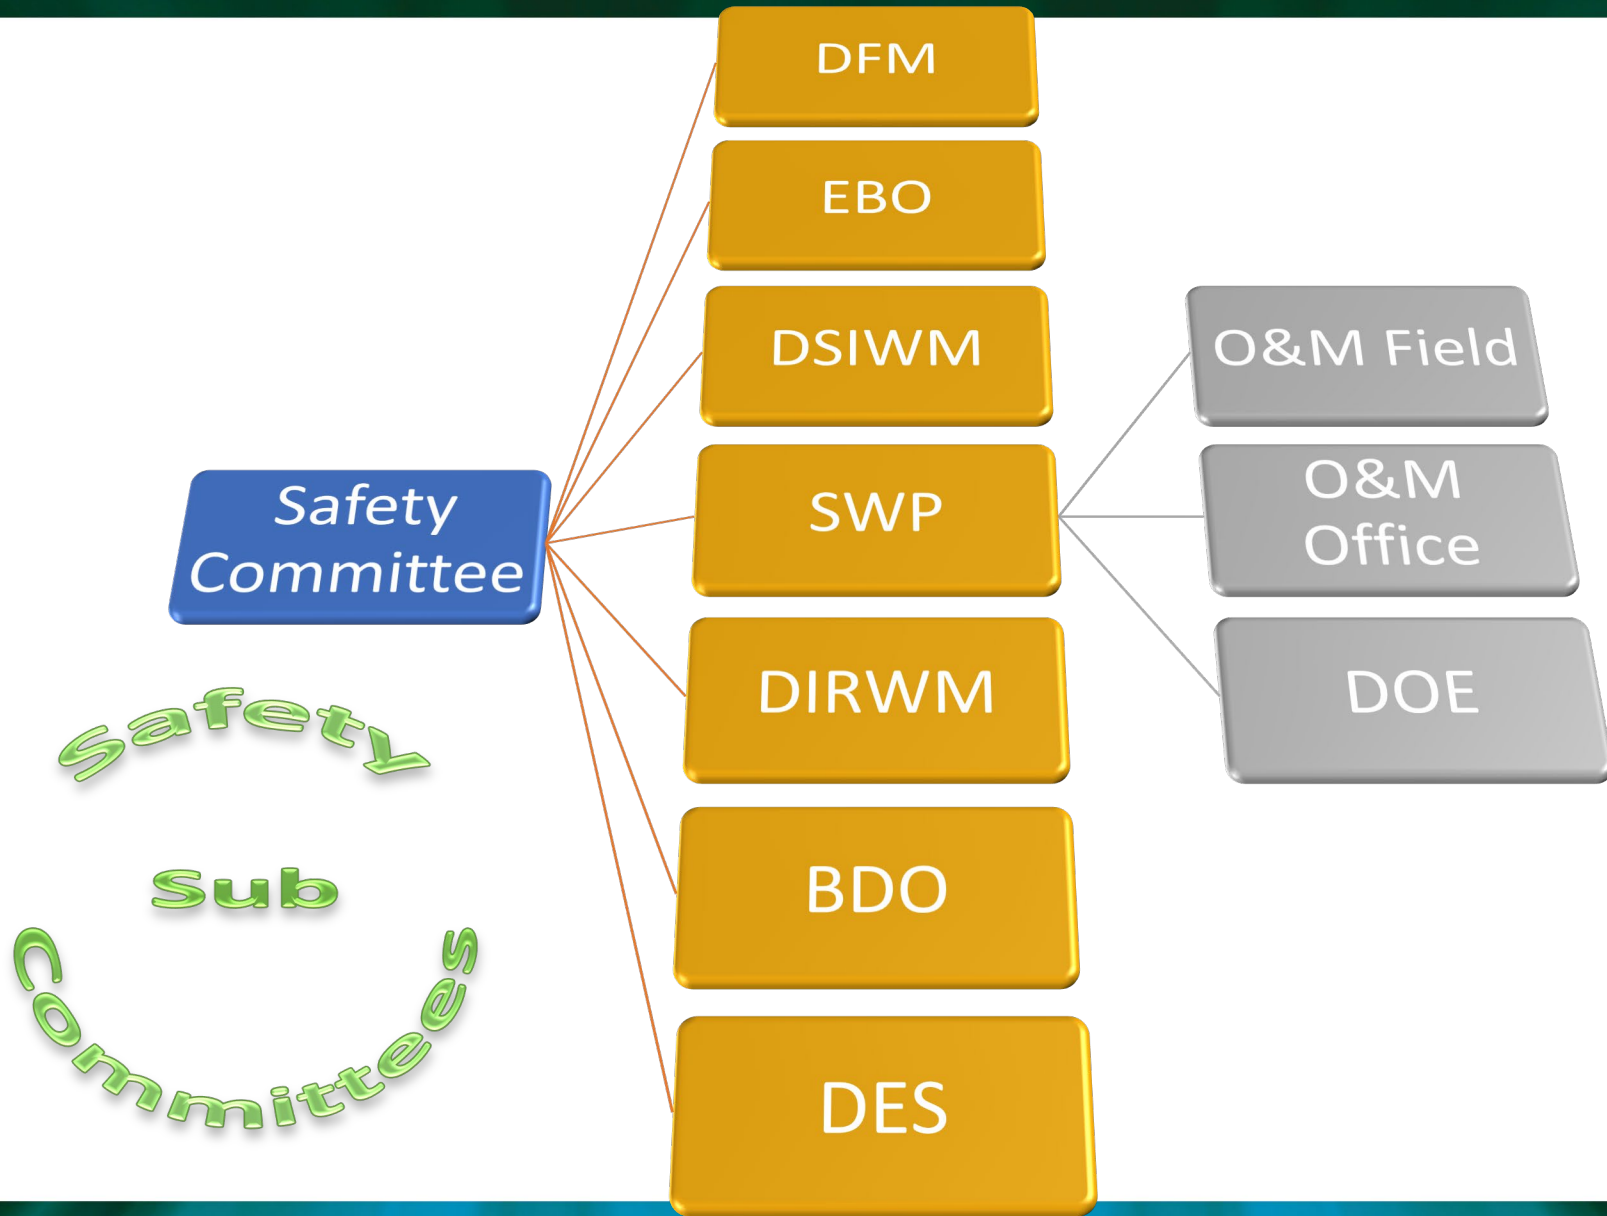 DFM
EBO
DSIWM
SWP
DIRWM
BDO
DES
O&M Field
O&M
Office
DOE
Safety
Committee
Safety
Sub
Committees